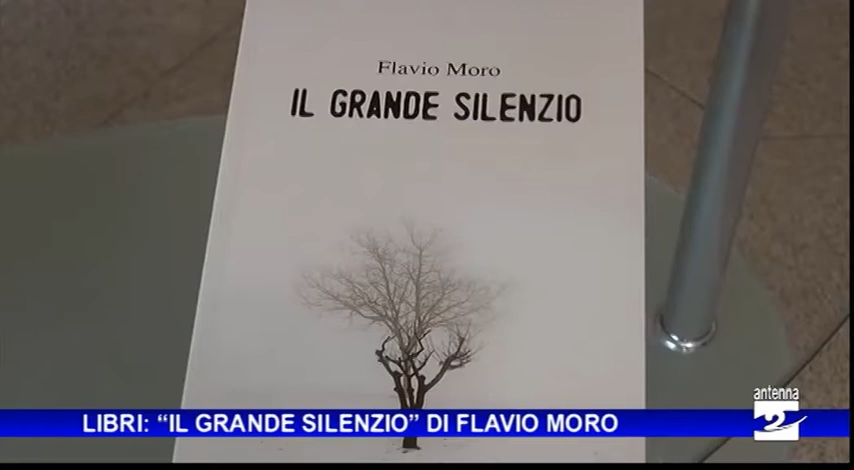 Flavio Moro
IL GRANDE SILENZIO
antenna
2
LIBRI: “IL GRANDE SILENZIO” DI FLAVIO MORO